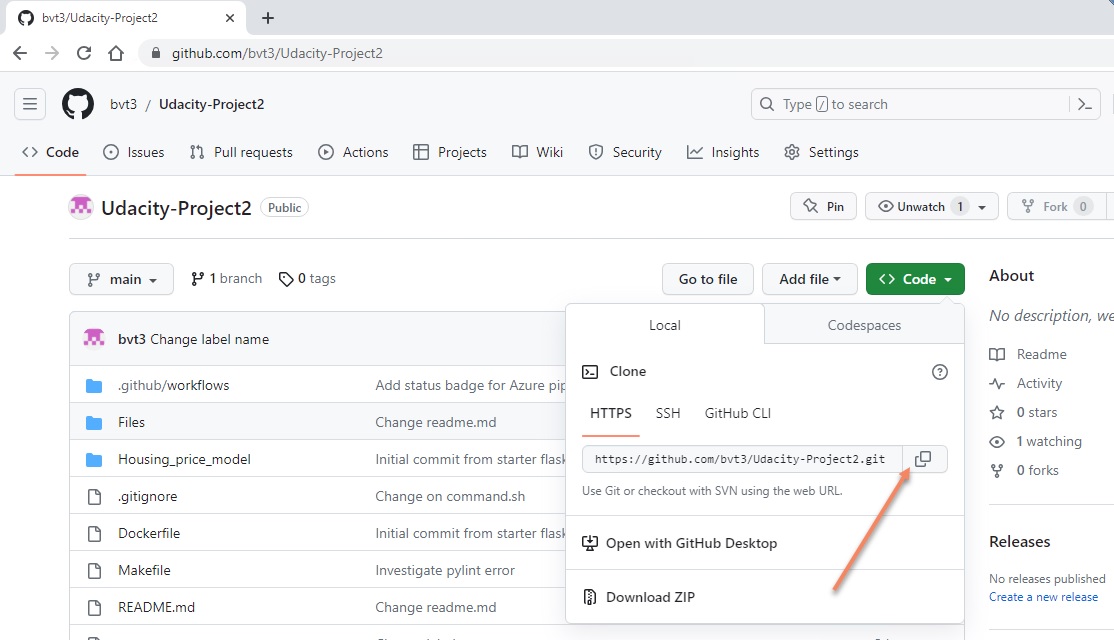 bvt3/Udacity-Project2
github.com/bvt3/Udacity-Project2
bvt3 / Udacity-Project2
Type / to search
Code Issues Pull requests Actions Projects Wiki Security Insights Settings
Udacity-Project2 Public
Pin Unwatch 1 Fork 0
main 1 branch 0 tags Go to file Add file Code
bvt3 Change label name
.github/workflows Add status badge for Azure pip
Files Change readme.md
Housing_price_model Initial commit from starter flask
.gitignore Change on command.sh
Dockerfile Initial commit from starter flask
Makefile Investigate pylint error
README.md Change readme.md
Local Codespaces
Clone
HTTPS SSH GitHub CLI
https://github.com/bvt3/Udacity-Project2.git
Use Git or checkout with SVN using the web URL.
Open with GitHub Desktop
Download ZIP
About
No description, we
Readme
Activity
0 stars
1 watching
0 forks
Releases
No releases published
Create a new release